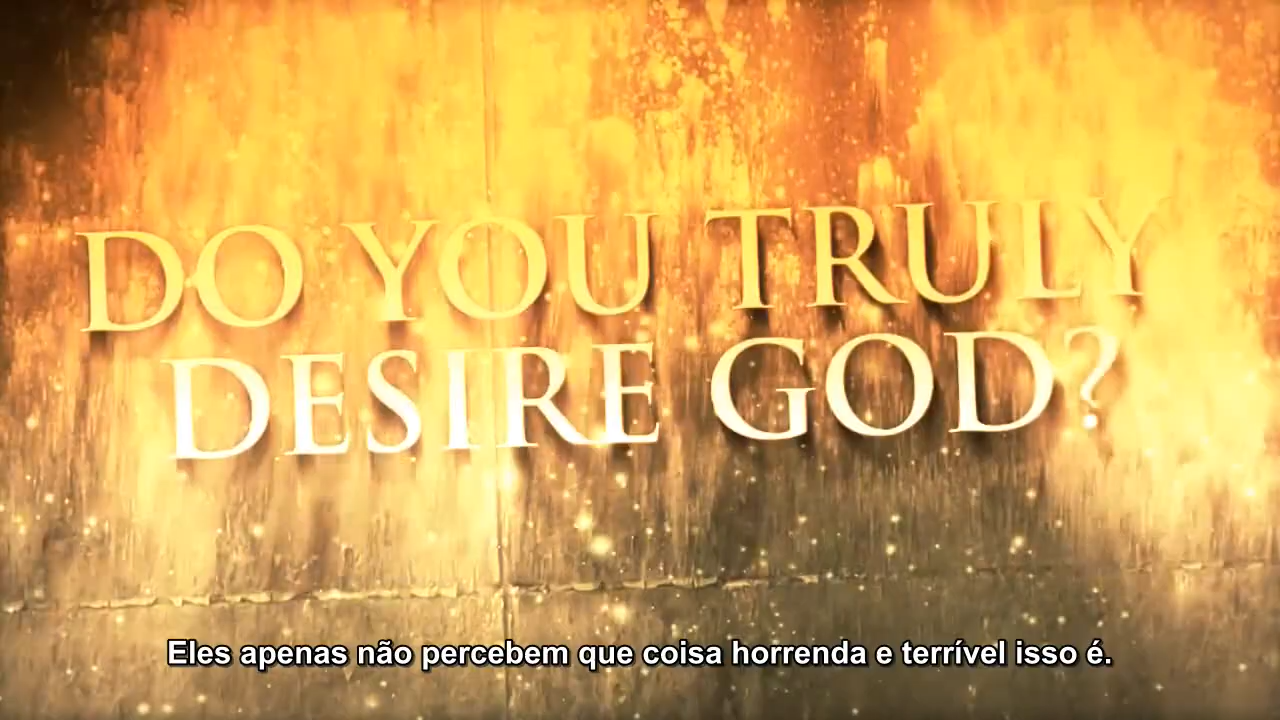 DO YOU TRULY
DESIRE GOD?
Eles apenas não percebem que coisa horrenda e terrível isso é.